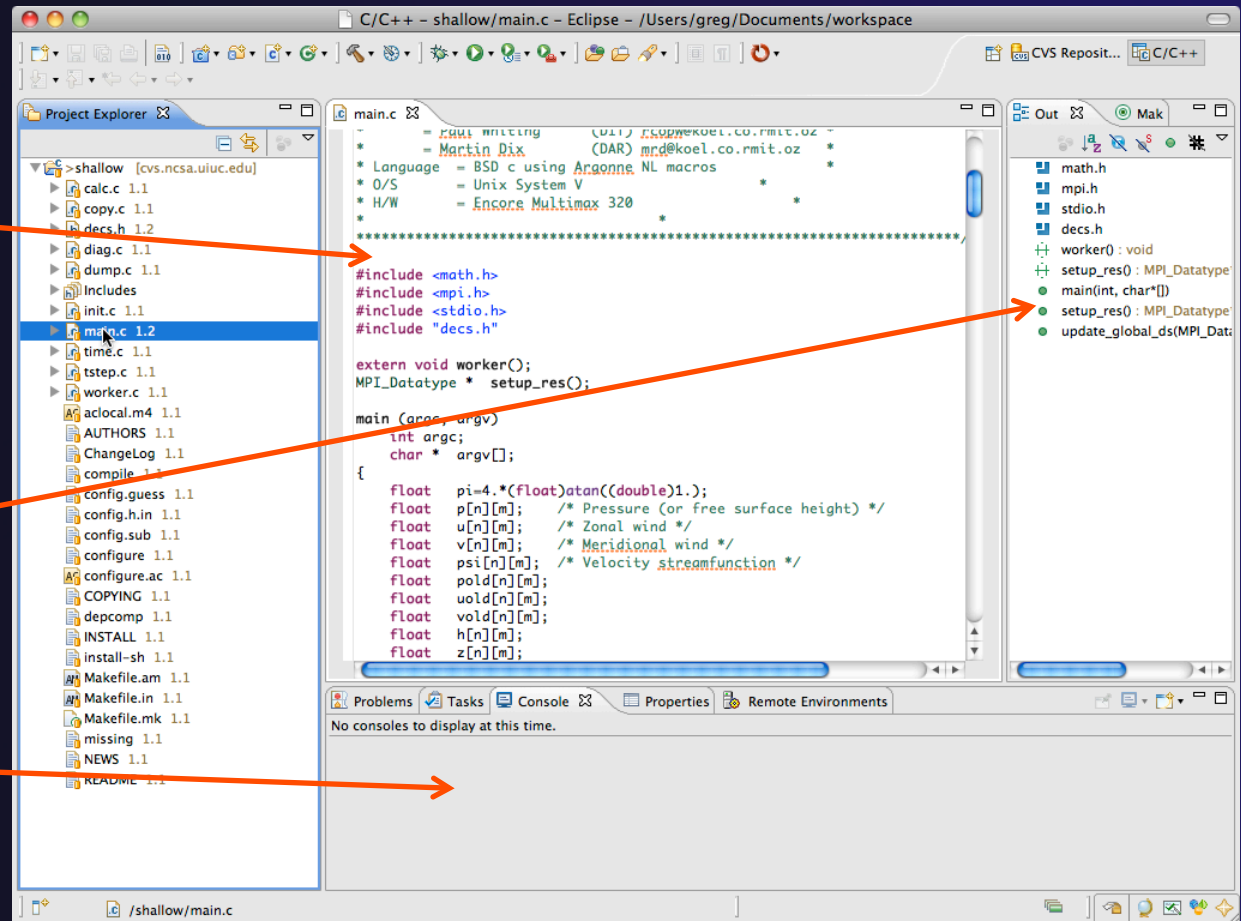 C/C++ – shallow/main.c – Eclipse – /Users/greg/Documents/workspace
CVS Reposit...
C/C++
Project Explorer
>shallow [cvs.ncsa.uiuc.edu]
calc.c 1.1
copy.c 1.1
decs.h 1.2
diag.c 1.1
dump.c 1.1
Includes
init.c 1.1
main.c 1.2
time.c 1.1
tstep.c 1.1
worker.c 1.1
aclocal.m4 1.1
AUTHORS 1.1
ChangeLog 1.1
compile 1.1
config.guess 1.1
config.h.in 1.1
config.sub 1.1
configure 1.1
configure.ac 1.1
COPYING 1.1
depcomp 1.1
INSTALL 1.1
install-sh 1.1
Makefile.am 1.1
Makefile.in 1.1
Makefile.mk 1.1
missing 1.1
NEWS 1.1
README 1.1
main.c
* = Paul Whiting (DIT) rcopw@koel.co.rmit.oz *
* = Martin Dix (DAR) mrd@koel.co.rmit.oz *
* Language = BSD c using Argonne NL macros *
* O/S = Unix System V *
* H/W = Encore Multimax 320 *
* *
#include <math.h>
#include <mpi.h>
#include <stdio.h>
#include "decs.h"
extern void worker();
MPI_Datatype * setup_res();
main (argc, argv)
int argc;
char * argv[];
{
float pi=4.*(float)atan((double)1.);
float p[n][m]; /* Pressure (or free surface height) */
float u[n][m]; /* Zonal wind */
float v[n][m]; /* Meridional wind */
float psi[n][m]; /* Velocity streamfunction */
float pold[n][m];
float uold[n][m];
float vold[n][m];
float h[n][m];
float z[n][m];
Out
Mak
math.h
mpi.h
stdio.h
decs.h
worker() : void
setup_res() : MPI_Datatype
main(int, char*[])
setup_res() : MPI_Datatype
update_global_ds(MPI_Data
Problems
Tasks
Console
Properties
Remote Environments
No consoles to display at this time.
/shallow/main.c